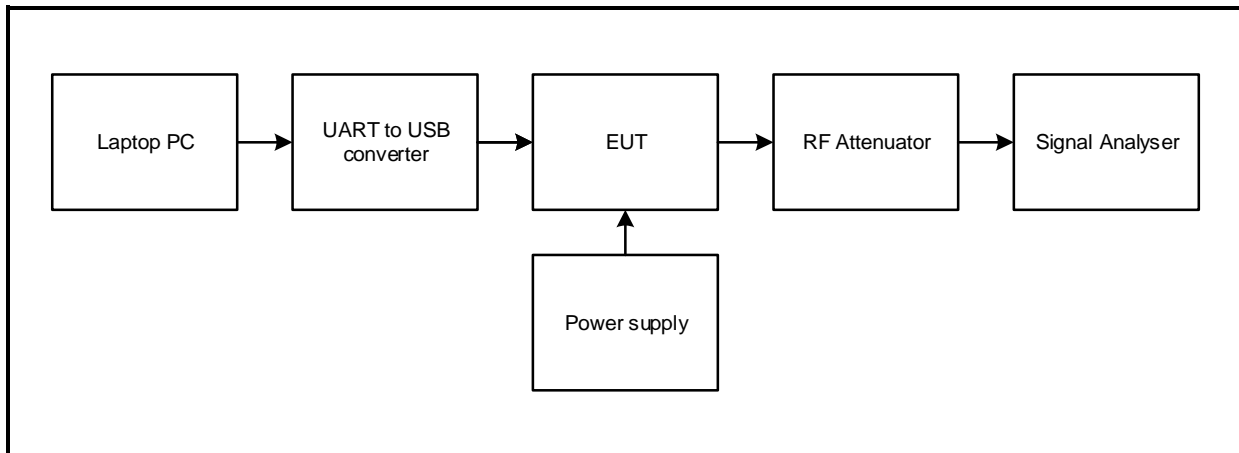 Laptop PC
UART to USB
converter
EUT
RF Attenuator
Signal Analyser
Power supply